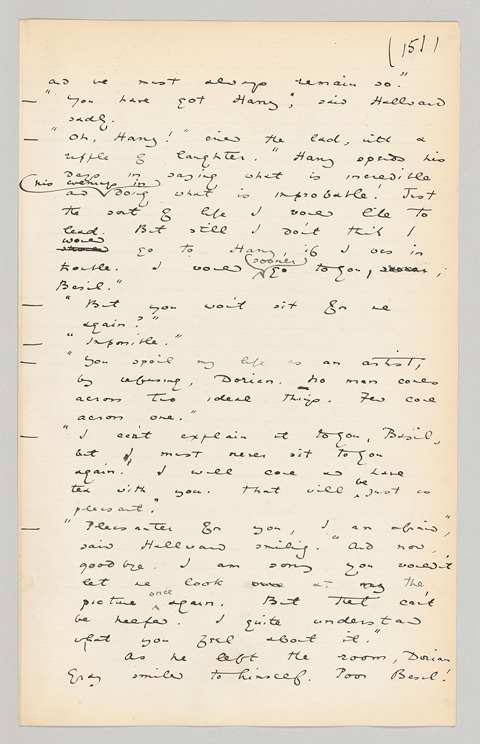 (151)
as we must always remain so."
"You have got Harry", said Hallward
sadly.
"Oh, Harry!" cried the lad, with a
ripple of laughter. "Harry spends his
days in saying what is incredible
his evenings in
and doing what is improbable. Just
the sort of life I would like to
lead. But still I don't think I
would
go to Harry, if I was in
sooner
trouble. I would go to you,
Basil."
"But you won't sit for me
again?"
"Impossible."
"You spoil my life as an artist,
by refusing, Dorian. No man comes
across two ideal things. Few come
across one."
"I can't explain it to you, Basil,
but I must never sit to you
again. I will come and have
be
tea with you. That will just as
pleasant."
"Pleasanter for you, I am afraid",
said Hallward smiling. "And now,
goodbye. I am sorry you wouldn't
let me look at the
once
picture again. But that can't
be helped. I quite understand
what you feel about it."
As he left the room, Dorian
Gray smiled to himself. Poor Basil!